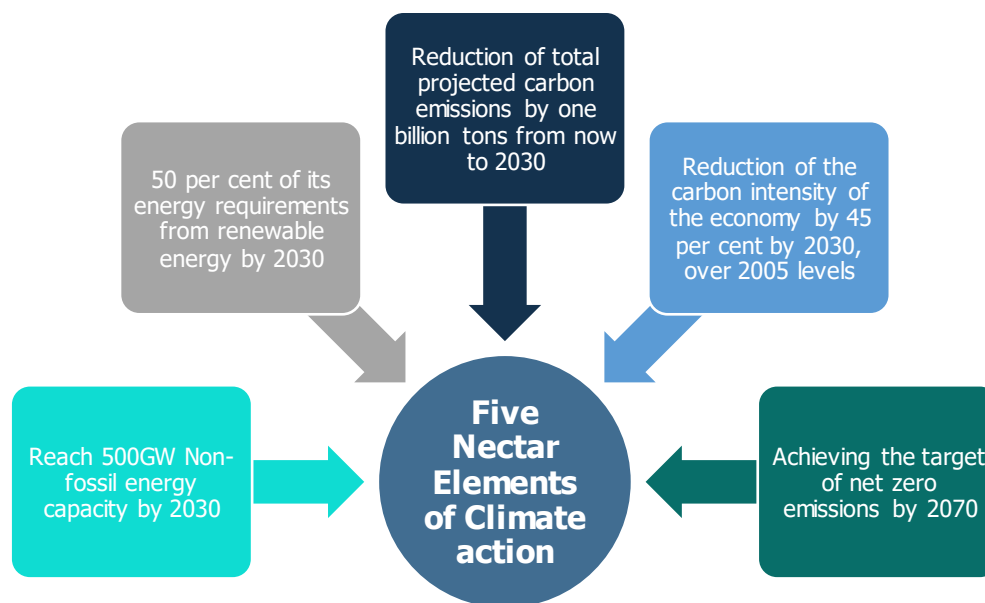 Reduction of total
projected carbon
emissions by one
billion tons from now
to 2030
50 per cent of its
energy requirements
from renewable
energy by 2030
Reduction of the
carbon intensity of
the economy by 45
per cent by 2030,
over 2005 levels
Reach 500GW Non-
fossil energy
capacity by 2030
Five
Nectar
Elements
of Climate
action
Achieving the target
of net zero
emissions by 2070